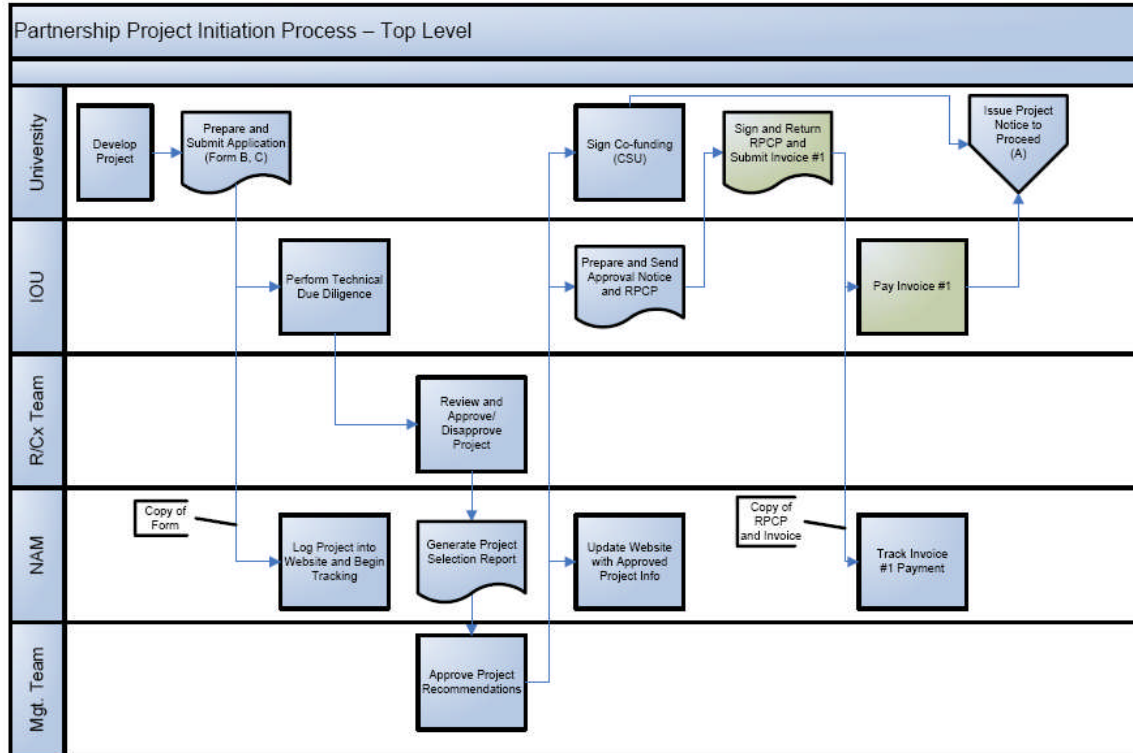 Partnership Project Initiation Process – Top Level
University
Develop
Project
Prepare and
Submit Application
(Form B, C)
Sign Co-funding
(CSU)
Sign and Return
RPCP and
Submit Invoice #1
Issue Project
Notice to
Proceed
(A)
IOU
Perform Technical
Due Diligence
Prepare and Send
Approval Notice
and RPCP
Pay Invoice #1
R/Cx Team
Review and
Approve/
Disapprove
Project
NAM
Copy of
Form
Log Project into
Website and Begin
Tracking
Generate Project
Selection Report
Update Website
with Approved
Project Info
Copy of
RPCP
and Invoice
Track Invoice
#1 Payment
Mgt. Team
Approve Project
Recommendations